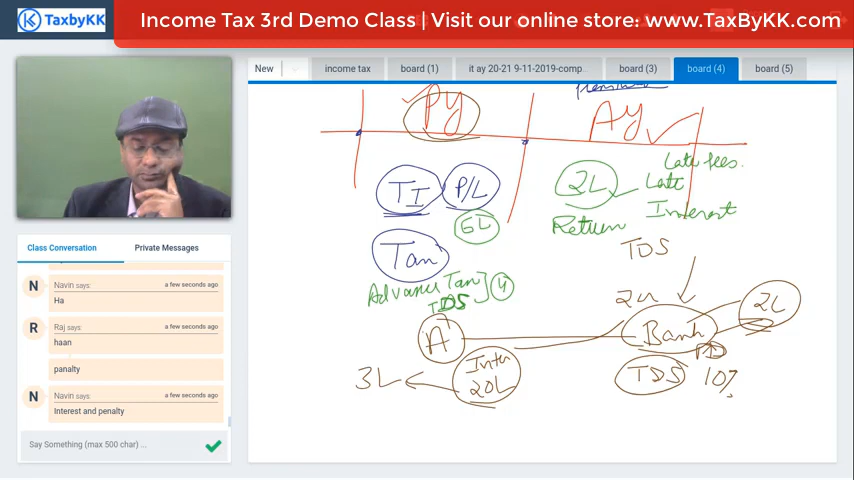 Income Tax 3rd Demo Class | Visit our online store: www.TaxByKK.com
TaxbyKK
New
income tax
board (1)
it ay 20-21 9-11-2019-comp...
board (3)
board (4)
board (5)
PY
AY
TI
P/L
2L
Late fees.
Late
Interest
6L
Return
Tax
TDS
Advance Tax
TDS
4
2L
A
Bank
3L
Inter
20L
TDS
10%
Class Conversation
Private Messages
N
Navin says:
a few seconds ago
Ha
R
Raj says:
a few seconds ago
haan
panalty
N
Navin says:
a few seconds ago
Interest and penalty
Say Something (max 500 char) ...